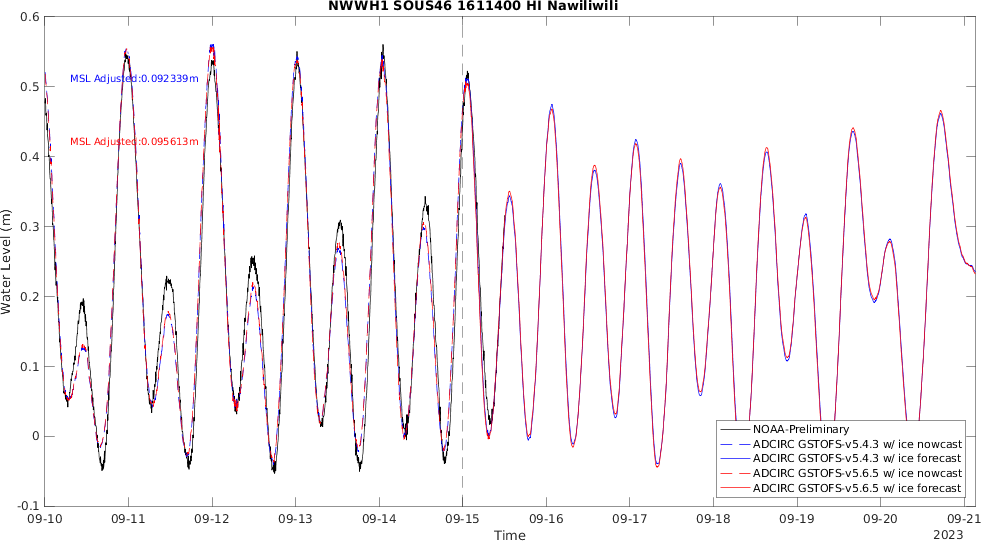 NWWH1 SOUS46 1611400 HI Nawiliwili
0.6
0.5
0.4
0.3
0.2
0.1
0
-0.1
Water Level (m)
MSL Adjusted:0.092339m
MSL Adjusted:0.095613m
NOAA-Preliminary
ADCIRC GSTOFS-v5.4.3 w/ ice nowcast
ADCIRC GSTOFS-v5.4.3 w/ ice forecast
ADCIRC GSTOFS-v5.6.5 w/ ice nowcast
ADCIRC GSTOFS-v5.6.5 w/ ice forecast
09-10 09-11 09-12 09-13 09-14 09-15 09-16 09-17 09-18 09-19 09-20 09-21
Time
2023